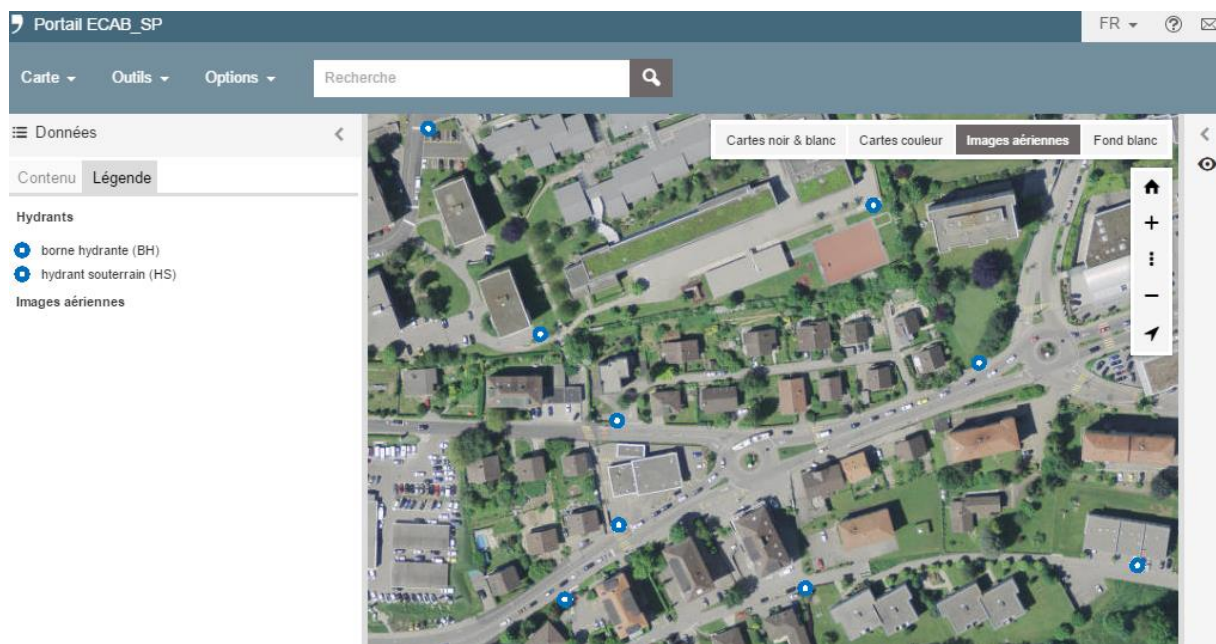 Portail ECAB_SP
FR
Carte
Outils
Options
Recherche
Données
Contenu
Légende
Hydrants
borne hydrante (BH)
hydrant souterrain (HS)
Images aériennes
Cartes noir & blanc
Cartes couleur
Images aériennes
Fond blanc